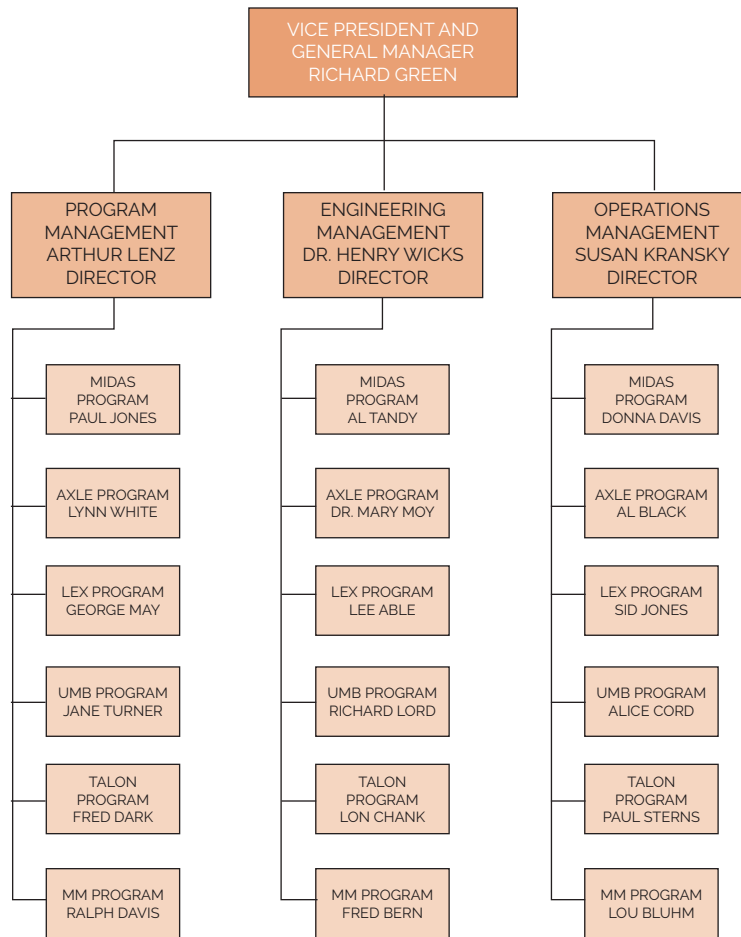 VICE PRESIDENT AND
GENERAL MANAGER
RICHARD GREEN
PROGRAM
MANAGEMENT
ARTHUR LENZ
DIRECTOR
ENGINEERING
MANAGEMENT
DR. HENRY WICKS
DIRECTOR
OPERATIONS
MANAGEMENT
SUSAN KRANSKY
DIRECTOR
MIDAS
PROGRAM
PAUL JONES
AXLE PROGRAM
LYNN WHITE
LEX PROGRAM
GEORGE MAY
UMB PROGRAM
JANE TURNER
TALON
PROGRAM
FRED DARK
MM PROGRAM
RALPH DAVIS
MIDAS
PROGRAM
AL TANDY
AXLE PROGRAM
DR. MARY MOY
LEX PROGRAM
LEE ABLE
UMB PROGRAM
RICHARD LORD
TALON
PROGRAM
LON CHANK
MM PROGRAM
FRED BERN
MIDAS
PROGRAM
DONNA DAVIS
AXLE PROGRAM
AL BLACK
LEX PROGRAM
SID JONES
UMB PROGRAM
ALICE CORD
TALON
PROGRAM
PAUL STERNS
MM PROGRAM
LOU BLUHM